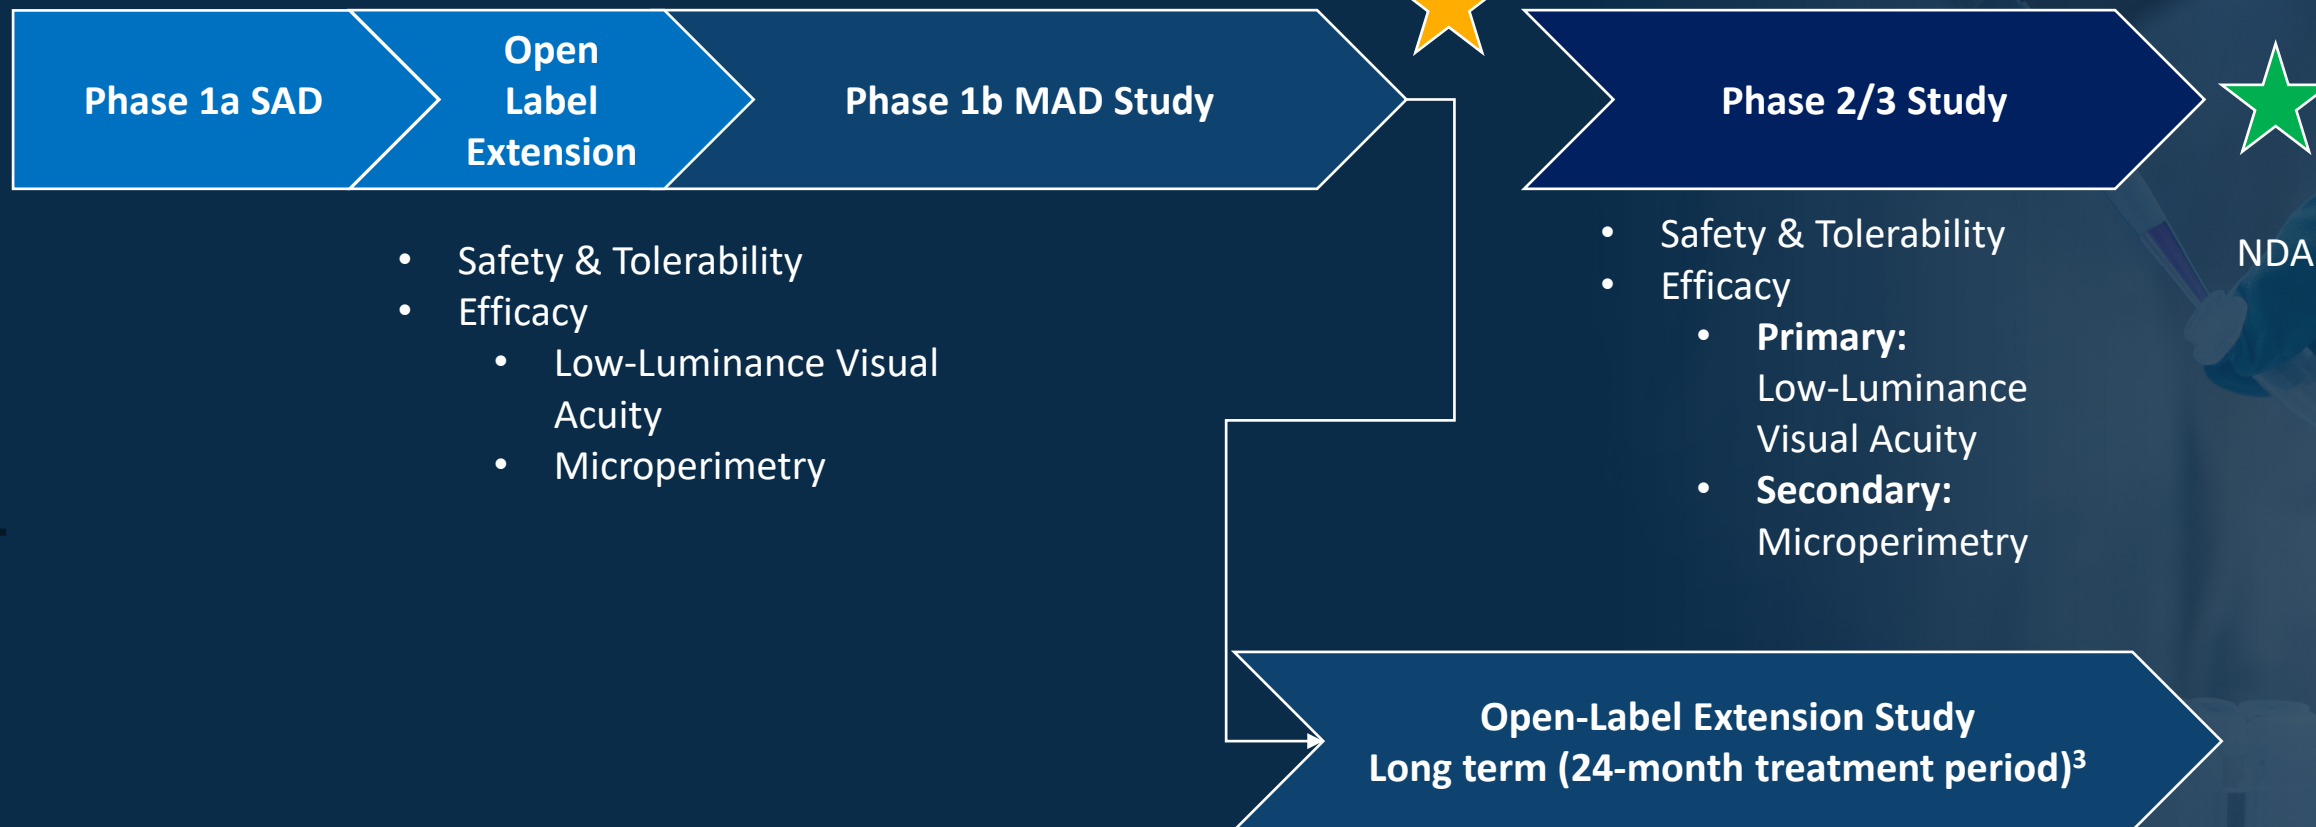 Phase 1a SAD
Open
Label
Extension
Phase 1b MAD Study
Phase 2/3 Study
• Safety & Tolerability
• Efficacy
• Low-Luminance Visual
Acuity
• Microperimetry
• Safety & Tolerability
• Efficacy
• Primary:
Low-Luminance
Visual Acuity
• Secondary:
Microperimetry
NDA
Open-Label Extension Study
Long term (24-month treatment period)³